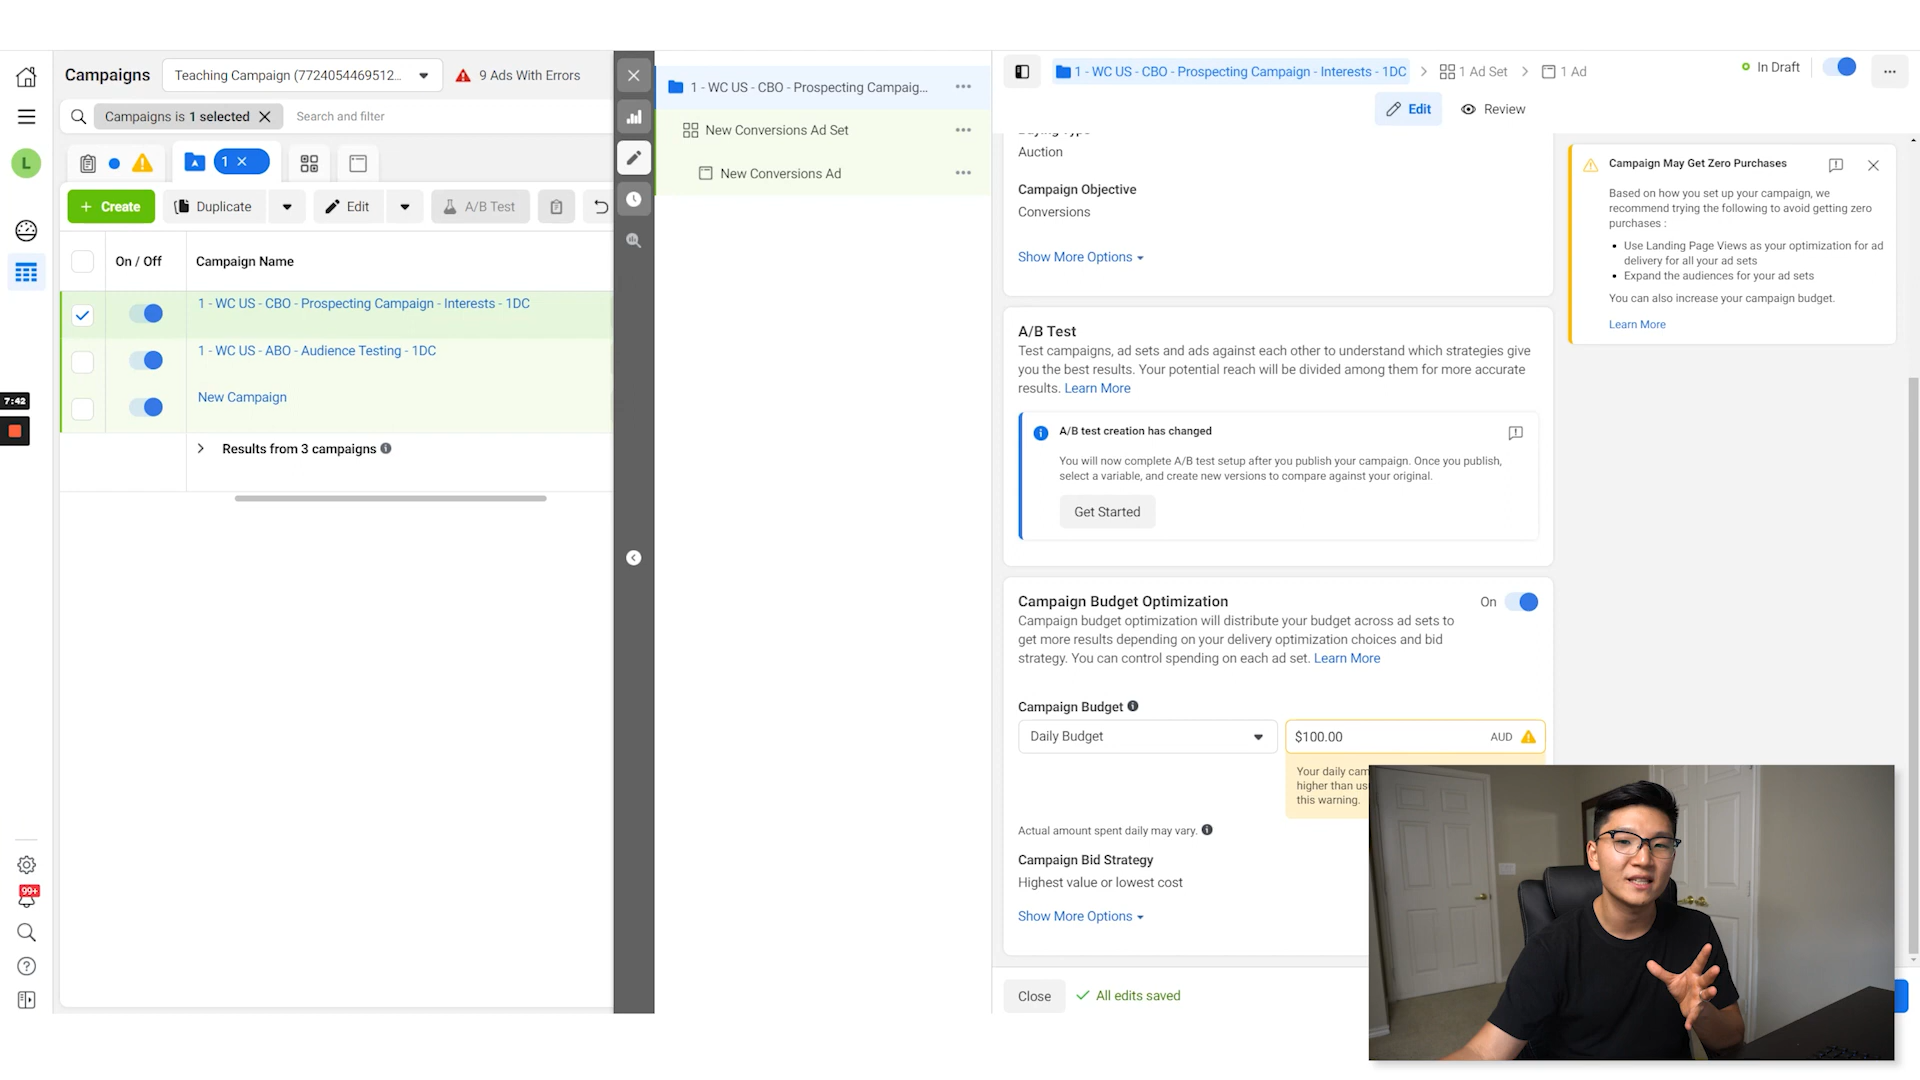 Campaigns
Teaching Campaign (7724054469512...
9 Ads With Errors
Campaigns is 1 selected
Search and filter
L
1
+ Create
Duplicate
Edit
A/B Test
On / Off
Campaign Name
1 - WC US - CBO - Prospecting Campaign - Interests - 1DC
1 - WC US - ABO - Audience Testing - 1DC
New Campaign
Results from 3 campaigns
7:42
99+
1 - WC US - CBO - Prospecting Campaig...
New Conversions Ad Set
New Conversions Ad
1 - WC US - CBO - Prospecting Campaign - Interests - 1DC
1 Ad Set
1 Ad
In Draft
Edit
Review
Buying Type
Auction
Campaign Objective
Conversions
Show More Options
A/B Test
Test campaigns, ad sets and ads against each other to understand which strategies give
you the best results. Your potential reach will be divided among them for more accurate
results. Learn More
A/B test creation has changed
You will now complete A/B test setup after you publish your campaign. Once you publish,
select a variable, and create new versions to compare against your original.
Get Started
Campaign Budget Optimization
On
Campaign budget optimization will distribute your budget across ad sets to
get more results depending on your delivery optimization choices and bid
strategy. You can control spending on each ad set. Learn More
Campaign Budget
Daily Budget
$100.00
AUD
Your daily cam
higher than us
this warning.
Actual amount spent daily may vary.
Campaign Bid Strategy
Highest value or lowest cost
Show More Options
Close
All edits saved
Campaign May Get Zero Purchases
Based on how you set up your campaign, we
recommend trying the following to avoid getting zero
purchases :
Use Landing Page Views as your optimization for ad
delivery for all your ad sets
Expand the audiences for your ad sets
You can also increase your campaign budget.
Learn More